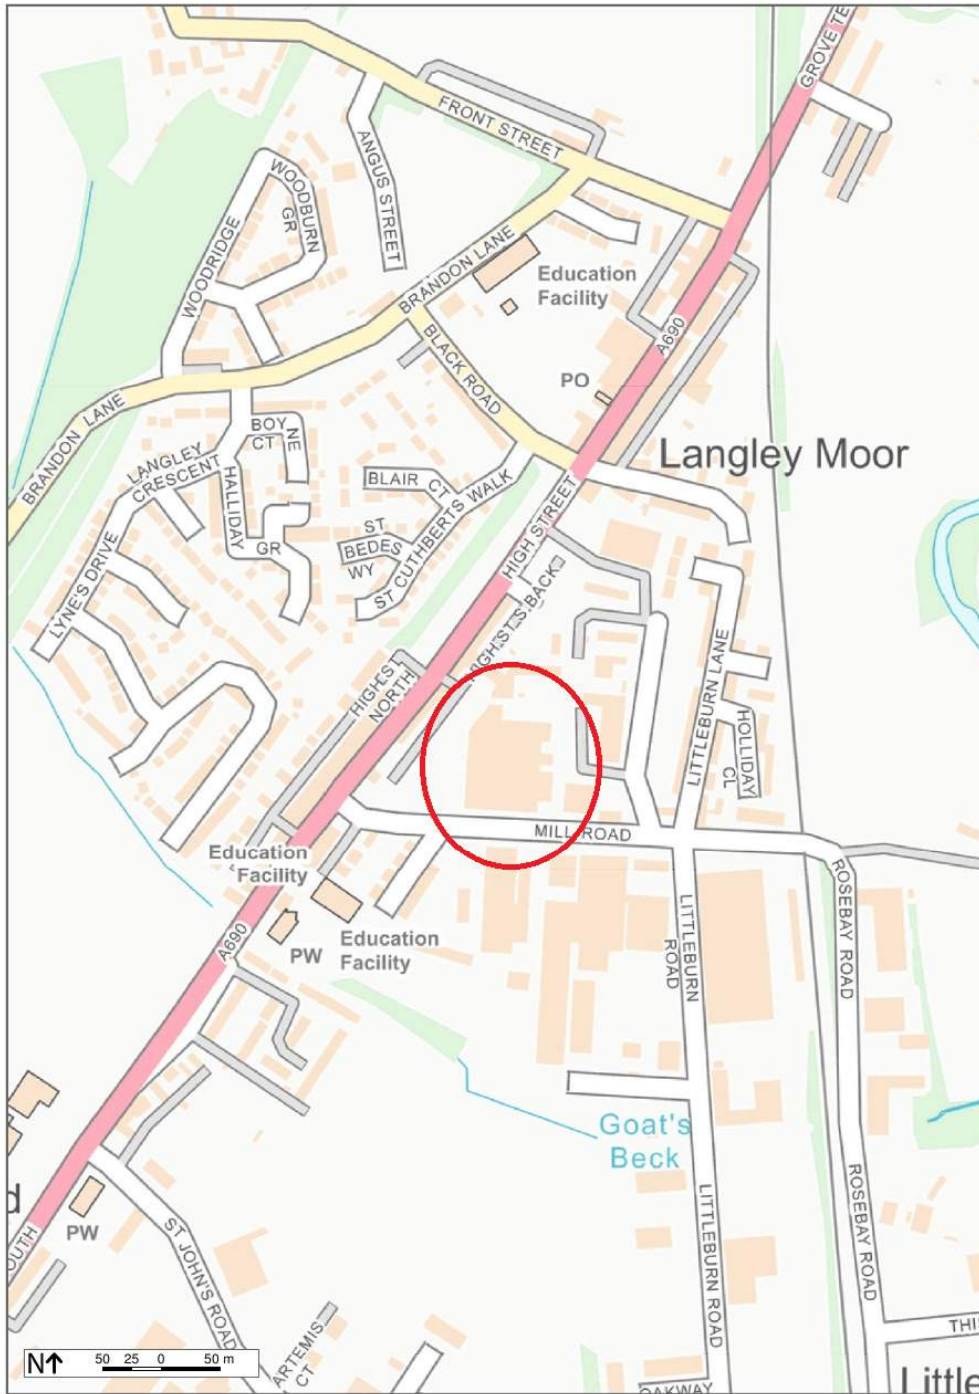 GROVE TE
FRONT STREET
ANGUS STREET
WOODBURN
GR
WOODRIDGE
BRANDON LANE
Education
Facility
A690
BLACK ROAD
PO
BRANDON LANE
BOY NE
CT
LANGLEY
CRESCENT
HALLIDAY
GR
BLAIR CT
ST
BEDES
WY
ST CUTHBERTS WALK
Langley Moor
HIGH STREET
LYNE'S DRIVE
HIGH ST S BACK
HIGH S
NORTH
LITTLEBURN LANE
HOLLIDAY
CL
MILL ROAD
Education
Facility
ROSEBAY ROAD
LITTLEBURN
ROAD
A690
PW
Education
Facility
Goat's
Beck
d
PW
OUTH
ST JOHN'S ROAD
LITTLEBURN ROAD
ROSEBAY ROAD
ARTEMIS
CT
THI
OAKWAY
Little
N
50 25 0 50 m